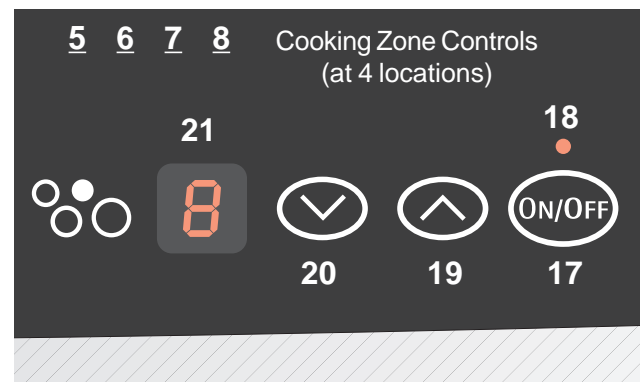 5 6 7 8 Cooking Zone Controls
(at 4 locations)
21 18
8
ON/OFF
20 19 17